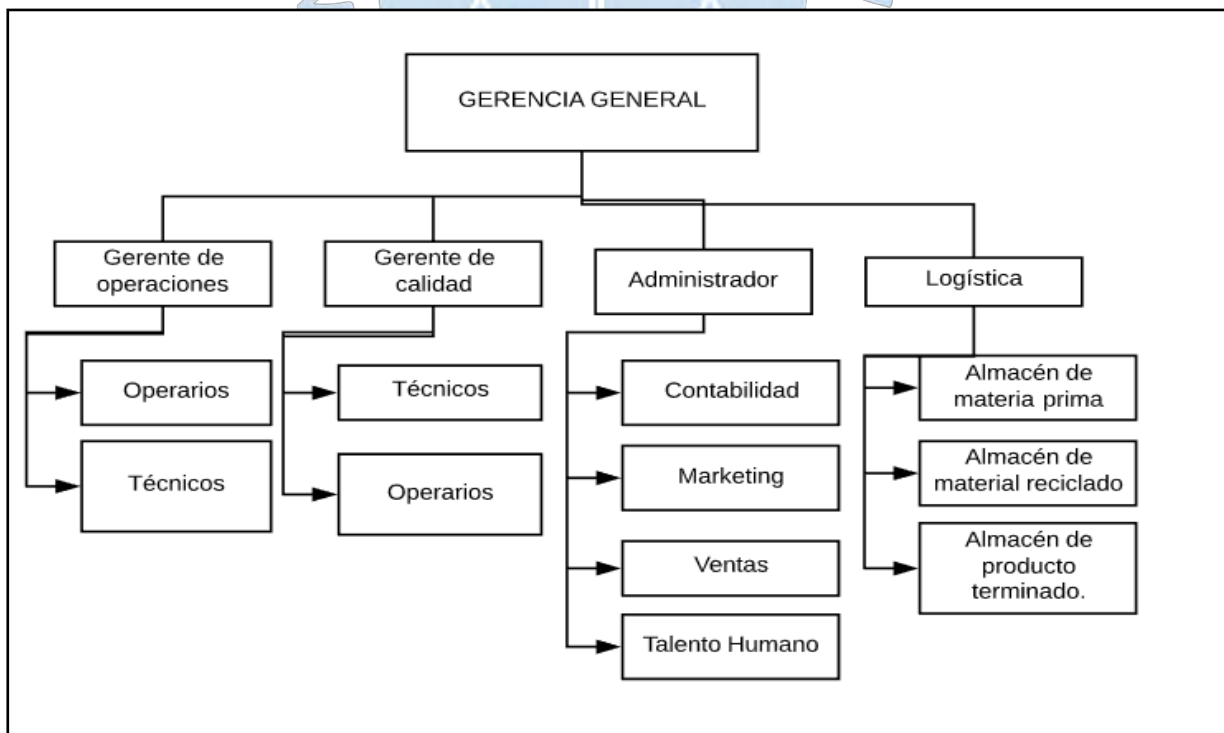 GERENCIA GENERAL
Gerente de
operaciones
Operarios
Técnicos
Gerente de
calidad
Técnicos
Operarios
Administrador
Contabilidad
Marketing
Ventas
Talento Humano
Logística
Almacén de
materia prima
Almacén de
material reciclado
Almacén de
producto
terminado.